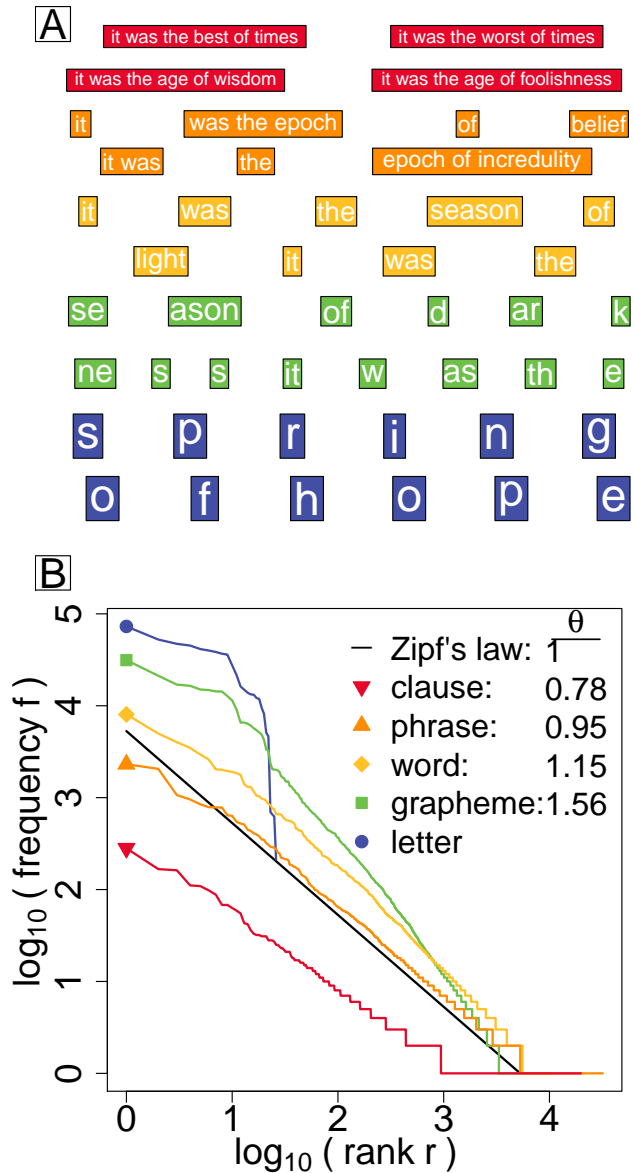 A
it was the best of times it was the worst of times
it was the age of wisdom it was the age of foolishness
it was the epoch of belief
it was the epoch of incredulity
it was the season of
light it was the
se ason of d ar k
ne s s it w as th e
s p r i n g
o f h o p e
B
θ
Zipf's law: 1
clause: 0.78
phrase: 0.95
word: 1.15
grapheme: 1.56
letter
log10 ( frequency f )
5
4
3
2
1
0
0 1 2 3 4
log10 ( rank r )